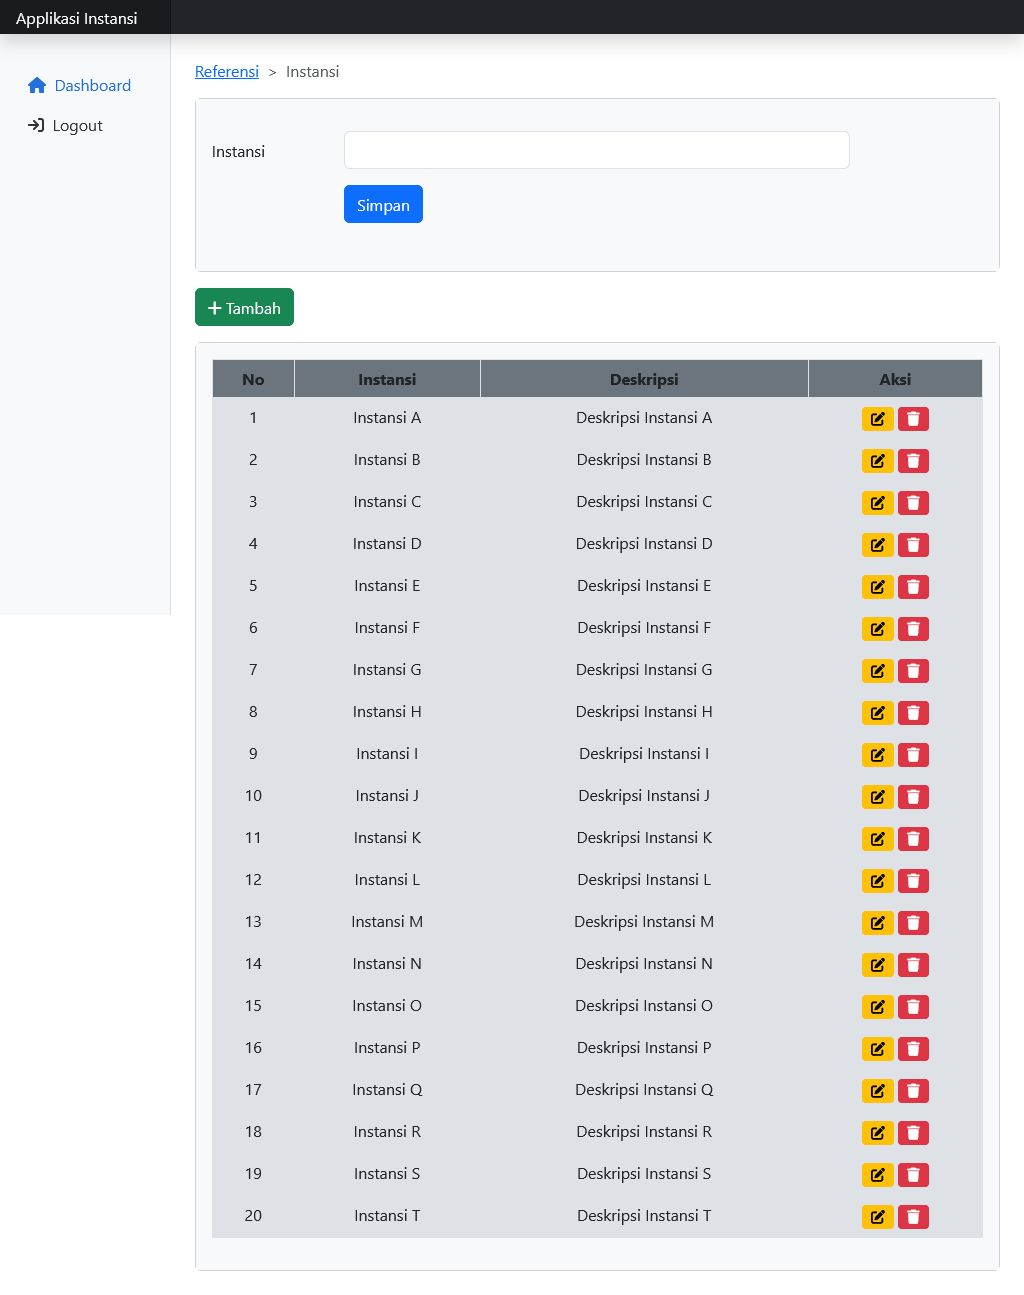 Applikasi Instansi
Dashboard
Logout
Referensi > Instansi
Instansi
Simpan
Tambah
No Instansi Deskripsi Aksi
1 Instansi A Deskripsi Instansi A
2 Instansi B Deskripsi Instansi B
3 Instansi C Deskripsi Instansi C
4 Instansi D Deskripsi Instansi D
5 Instansi E Deskripsi Instansi E
6 Instansi F Deskripsi Instansi F
7 Instansi G Deskripsi Instansi G
8 Instansi H Deskripsi Instansi H
9 Instansi I Deskripsi Instansi I
10 Instansi J Deskripsi Instansi J
11 Instansi K Deskripsi Instansi K
12 Instansi L Deskripsi Instansi L
13 Instansi M Deskripsi Instansi M
14 Instansi N Deskripsi Instansi N
15 Instansi O Deskripsi Instansi O
16 Instansi P Deskripsi Instansi P
17 Instansi Q Deskripsi Instansi Q
18 Instansi R Deskripsi Instansi R
19 Instansi S Deskripsi Instansi S
20 Instansi T Deskripsi Instansi T